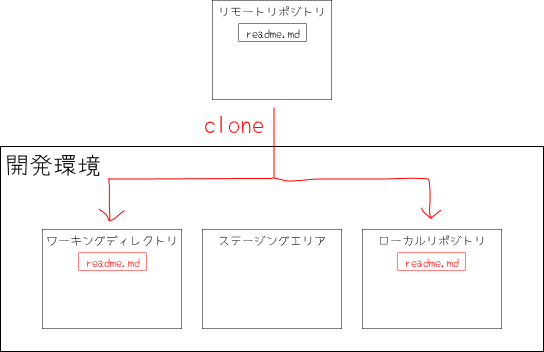 リモートリポジトリ
readme.md
clone
開発環境
ワーキングディレクトリ
readme.md
ステージングエリア
ローカルリポジトリ
readme.md